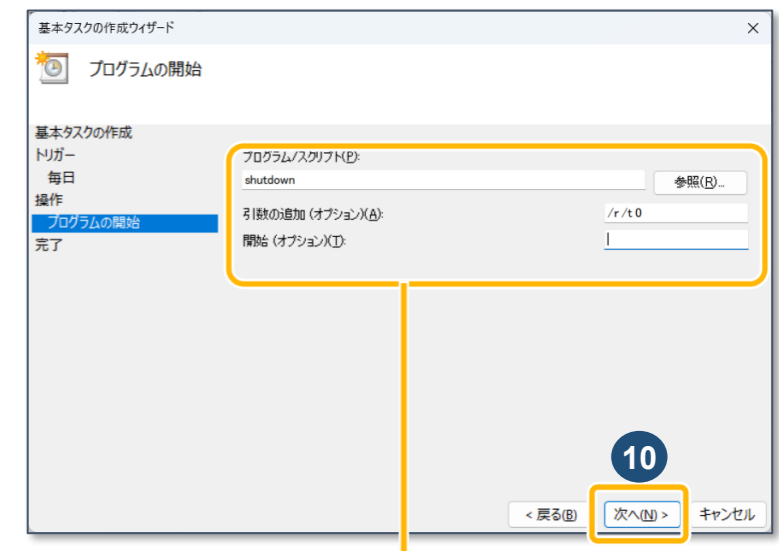 基本タスクの作成ウィザード
プログラムの開始
基本タスクの作成
トリガー
毎日
操作
プログラムの開始
完了
プログラム/スクリプト(P):
shutdown
参照(R)...
引数の追加 (オプション)(A):
/r /t 0
開始 (オプション)(T):
10
< 戻る(B)
次へ(N) >
キャンセル